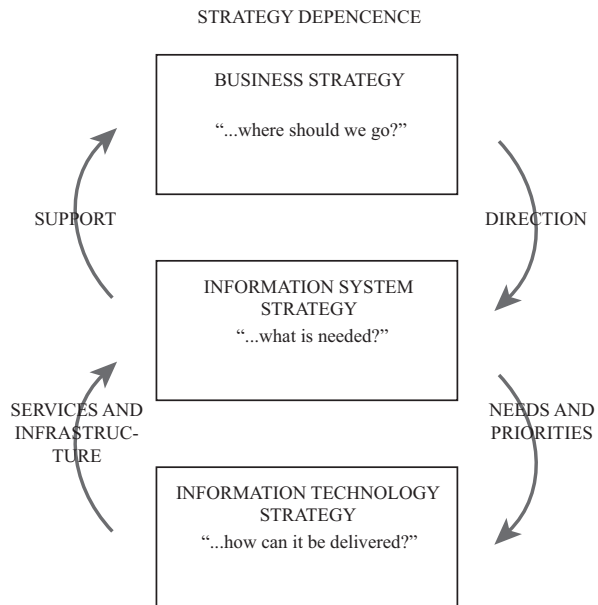 STRATEGY DEPENCENCE
BUSINESS STRATEGY
“...where should we go?”
SUPPORT
DIRECTION
INFORMATION SYSTEM
STRATEGY
“...what is needed?”
SERVICES AND
INFRASTRUC-
TURE
NEEDS AND
PRIORITIES
INFORMATION TECHNOLOGY
STRATEGY
“...how can it be delivered?”